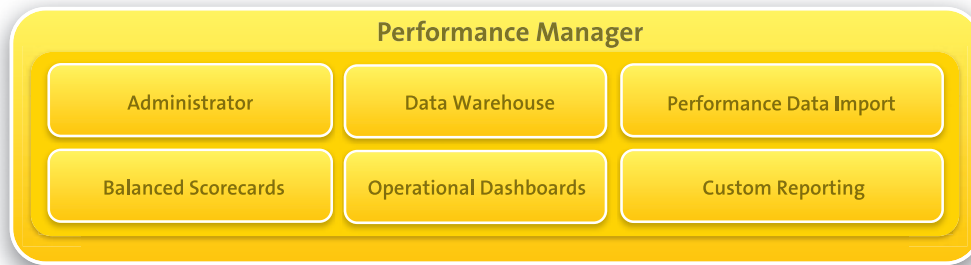 Performance Manager
Administrator
Data Warehouse
Performance Data Import
Balanced Scorecards
Operational Dashboards
Custom Reporting